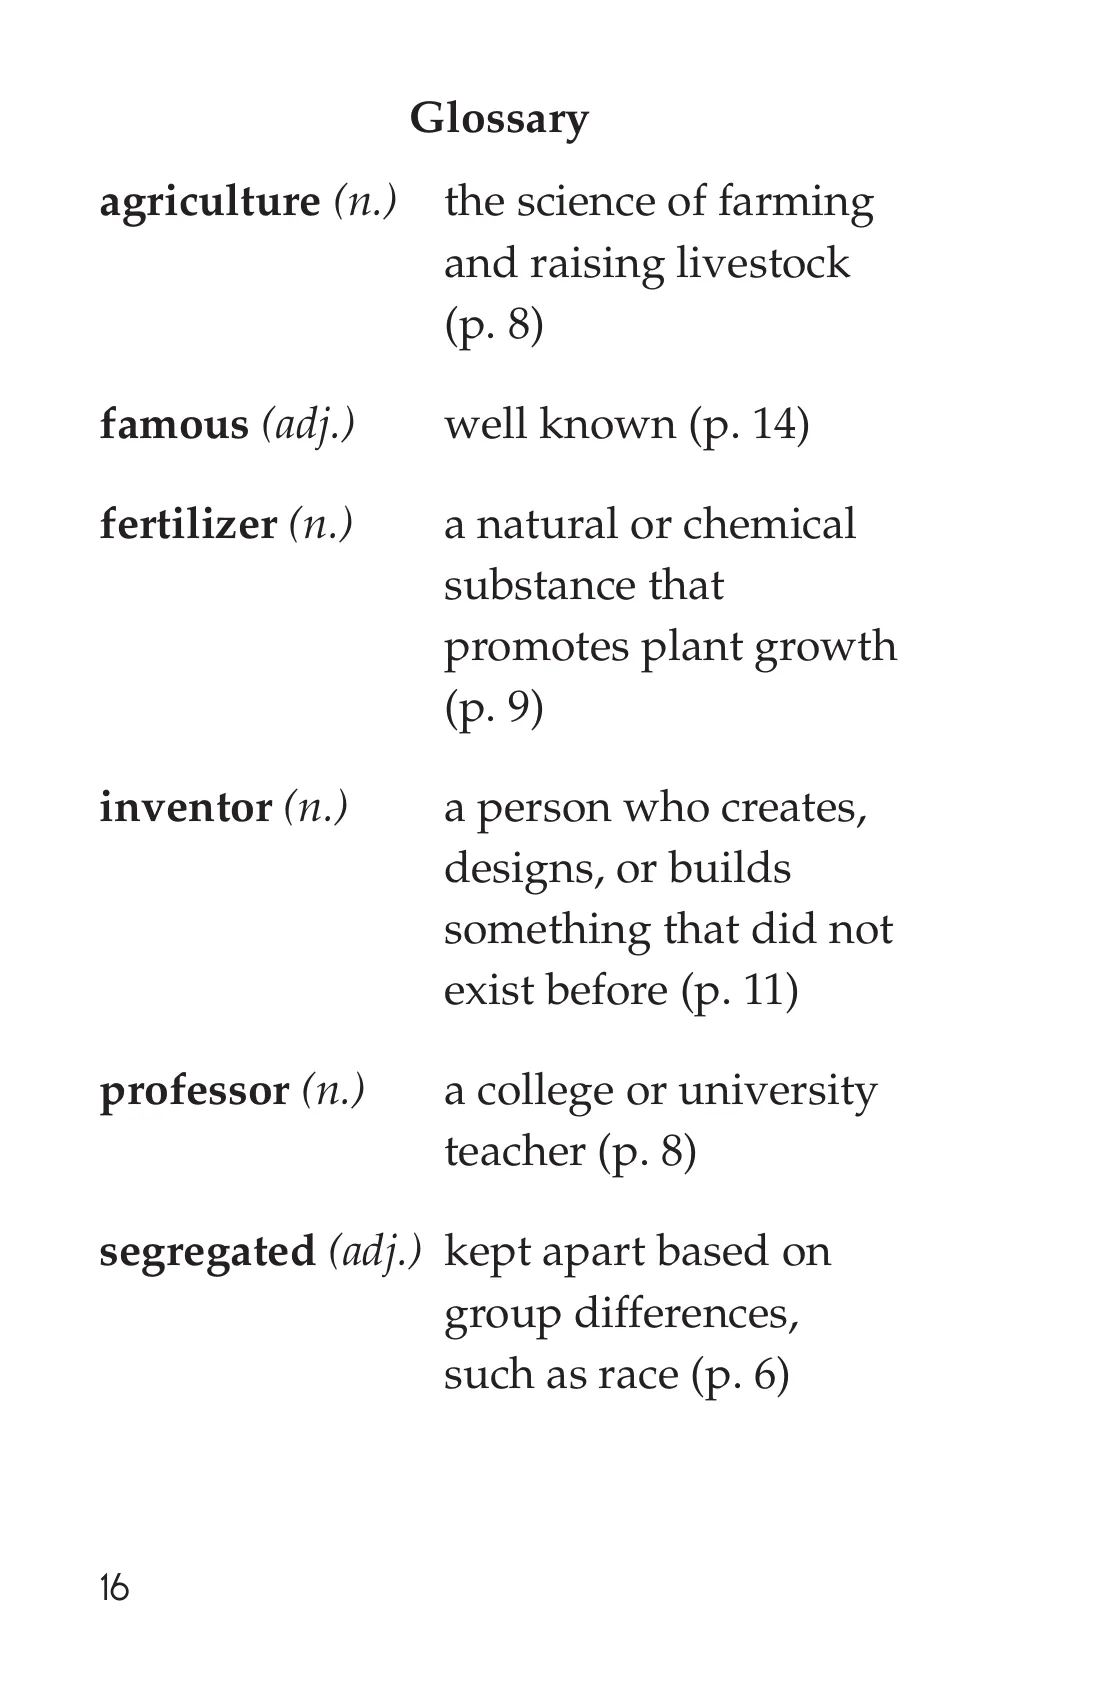 Glossary
agriculture (n.) the science of farming
and raising livestock
(p. 8)
famous (adj.) well known (p. 14)
fertilizer (n.) a natural or chemical
substance that
promotes plant growth
(p. 9)
inventor (n.) a person who creates,
designs, or builds
something that did not
exist before (p. 11)
professor (n.) a college or university
teacher (p. 8)
segregated (adj.) kept apart based on
group differences,
such as race (p. 6)
16